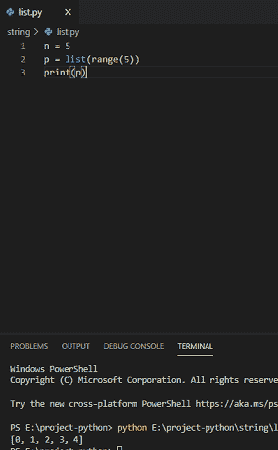 list.py X
string > list.py
1 n = 5
2 p = list(range(5))
3 print(p)
PROBLEMS OUTPUT DEBUG CONSOLE TERMINAL
Windows PowerShell
Copyright (C) Microsoft Corporation. All rights reserve
Try the new cross-platform PowerShell https://aka.ms/ps
PS E:\project-python> python E:\project-python\string\l
[0, 1, 2, 3, 4]
PS E:\project-python>